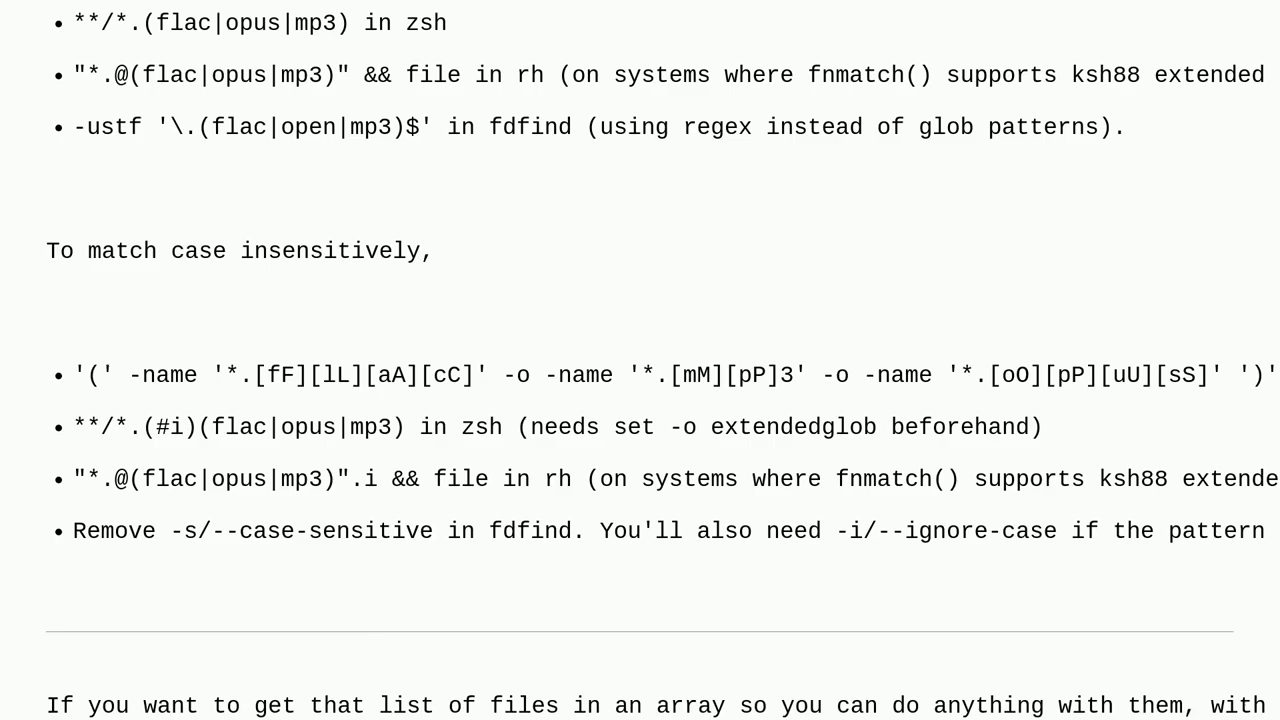 • **/*.(flac|opus|mp3) in zsh
• "*.@(flac|opus|mp3)" && file in rh (on systems where fnmatch() supports ksh88 extended
• -ustf '\.(flac|open|mp3)$' in fdfind (using regex instead of glob patterns).
To match case insensitively,
• '(' -name '*.[fF][lL][aA][cC]' -o -name '*.[mM][pP]3' -o -name '*.[oO][pP][uU][sS]' ')'
• **/*.(#i)(flac|opus|mp3) in zsh (needs set -o extendedglob beforehand)
• "*.@(flac|opus|mp3)".i && file in rh (on systems where fnmatch() supports ksh88 extende
• Remove -s/--case-sensitive in fdfind. You'll also need -i/--ignore-case if the pattern
If you want to get that list of files in an array so you can do anything with them, with